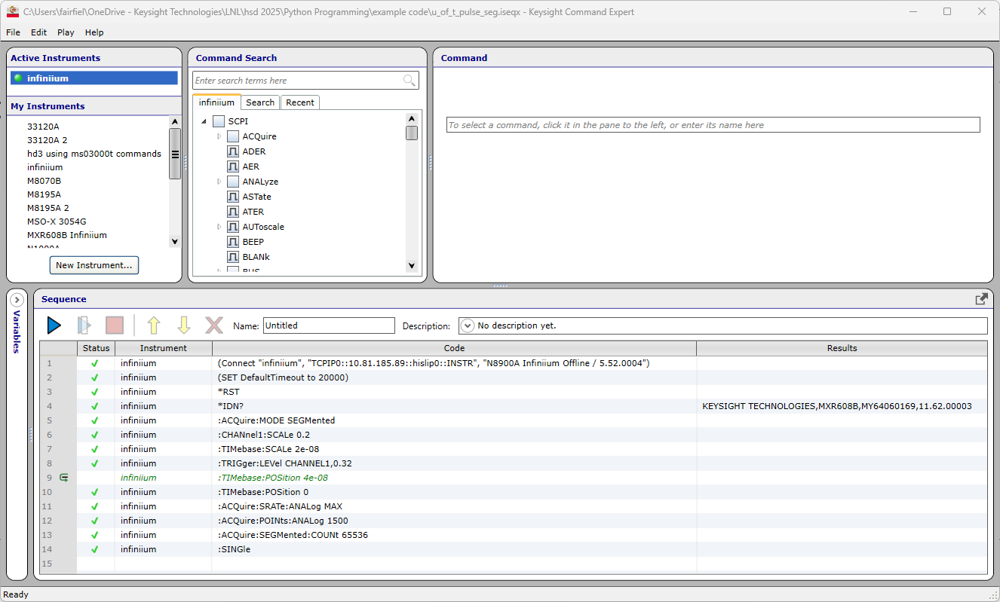 C:\Users\fairfiel\OneDrive - Keysight Technologies\LNL\hsd 2025\Python Programming\example code\u_of_t_pulse_seg.iseqx - Keysight Command Expert
File Edit Play Help
Active Instruments
infiniium
My Instruments
33120A
33120A 2
hd3 using ms03000t commands
infiniium
M8070B
M8195A
M8195A 2
MSO-X 3054G
MXR608B Infiniium
N1000A
New Instrument...
Command Search
Enter search terms here
infiniium Search Recent
SCPI
ACQuire
ADER
AER
ANALyze
ASTate
ATER
AUToscale
BEEP
BLANk
BUS
Command
To select a command, click it in the pane to the left, or enter its name here
Variables
Sequence
Name: Untitled Description: No description yet.
Status Instrument Code Results
1 infiniium (Connect "infiniium", "TCPIP0::10.81.185.89::hislip0::INSTR", "N8900A Infiniium Offline / 5.52.0004")
2 infiniium (SET DefaultTimeout to 20000)
3 infiniium *RST
4 infiniium *IDN? KEYSIGHT TECHNOLOGIES,MXR608B,MY64060169,11.62.00003
5 infiniium :ACQuire:MODE SEGMented
6 infiniium :CHANnel1:SCALe 0.2
7 infiniium :TIMebase:SCALe 2e-08
8 infiniium :TRIGger:LEVel CHANNEL1,0.32
9 infiniium :TIMebase:POSition 4e-08
10 infiniium :TIMebase:POSition 0
11 infiniium :ACQuire:SRATe:ANALog MAX
12 infiniium :ACQuire:POINts:ANALog 1500
13 infiniium :ACQuire:SEGMented:COUNt 65536
14 infiniium :SINGle
15
Ready